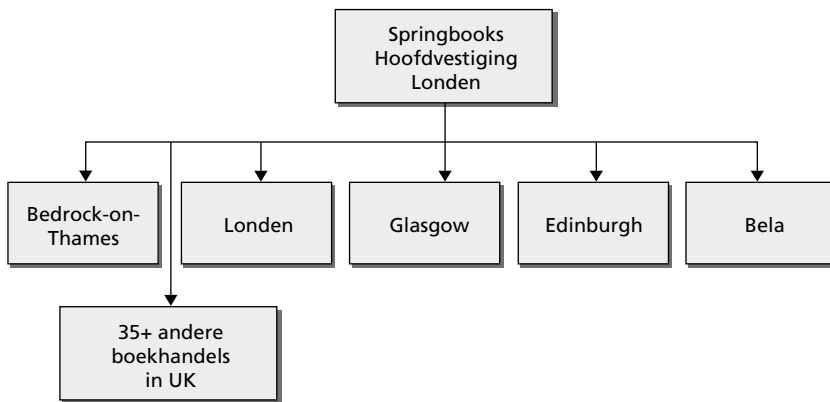 Springbooks
Hoofdvestiging
Londen
Bedrock-on-
Thames
Londen
Glasgow
Edinburgh
Bela
35+ andere
boekhandels
in UK